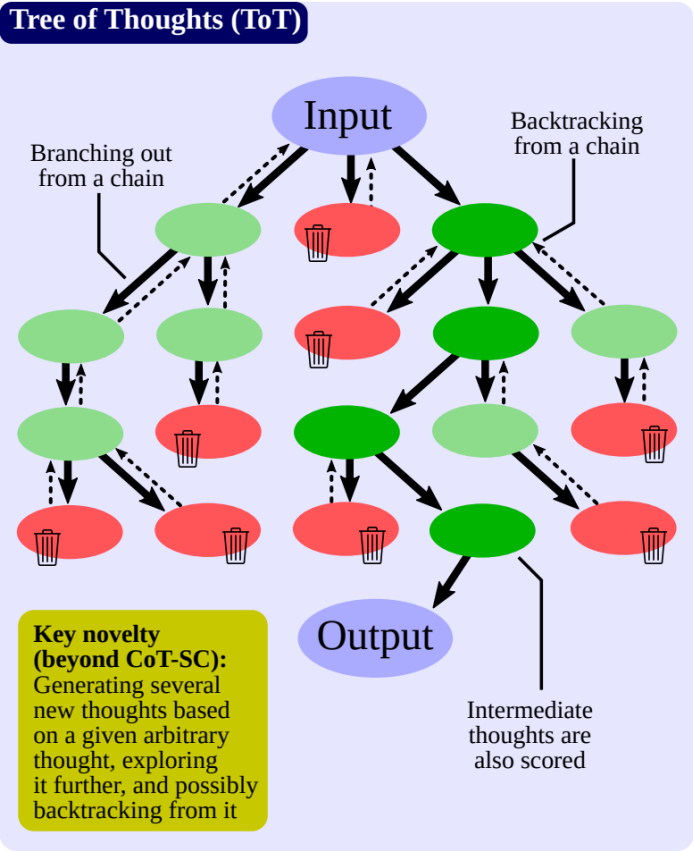 Tree of Thoughts (ToT)
Input
Branching out
from a chain
Backtracking
from a chain
Output
Key novelty
(beyond CoT-SC):
Generating several
new thoughts based
on a given arbitrary
thought, exploring
it further, and possibly
backtracking from it
Intermediate
thoughts are
also scored